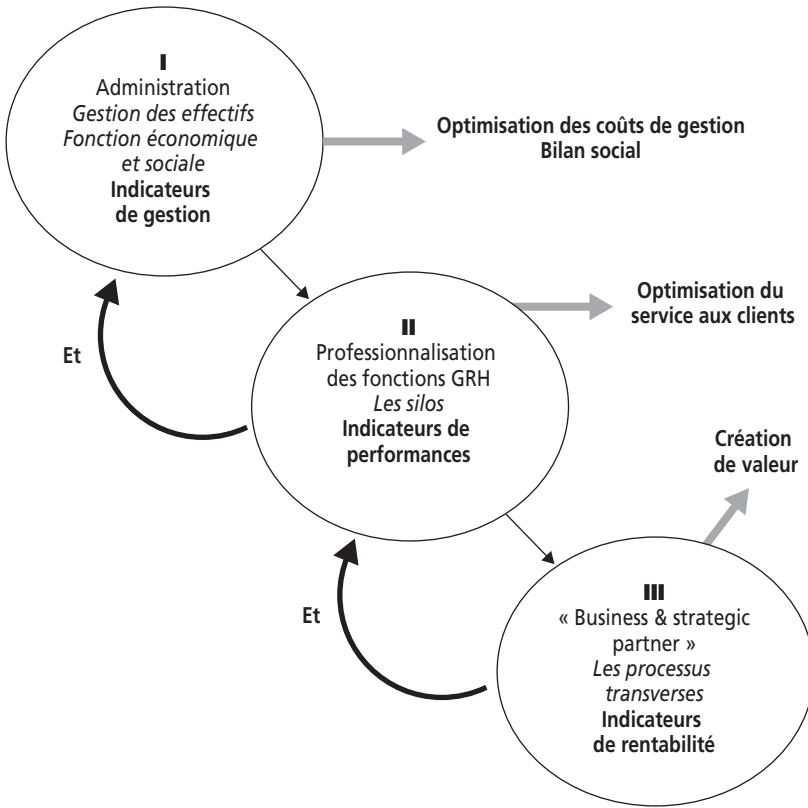 I
Administration
Gestion des effectifs
Fonction économique
et sociale
Indicateurs
de gestion
Optimisation des coûts de gestion
Bilan social
Et
II
Professionnalisation
des fonctions GRH
Les silos
Indicateurs de
performances
Optimisation du
service aux clients
Et
III
« Business & strategic
partner »
Les processus
transverses
Indicateurs
de rentabilité
Création
de valeur